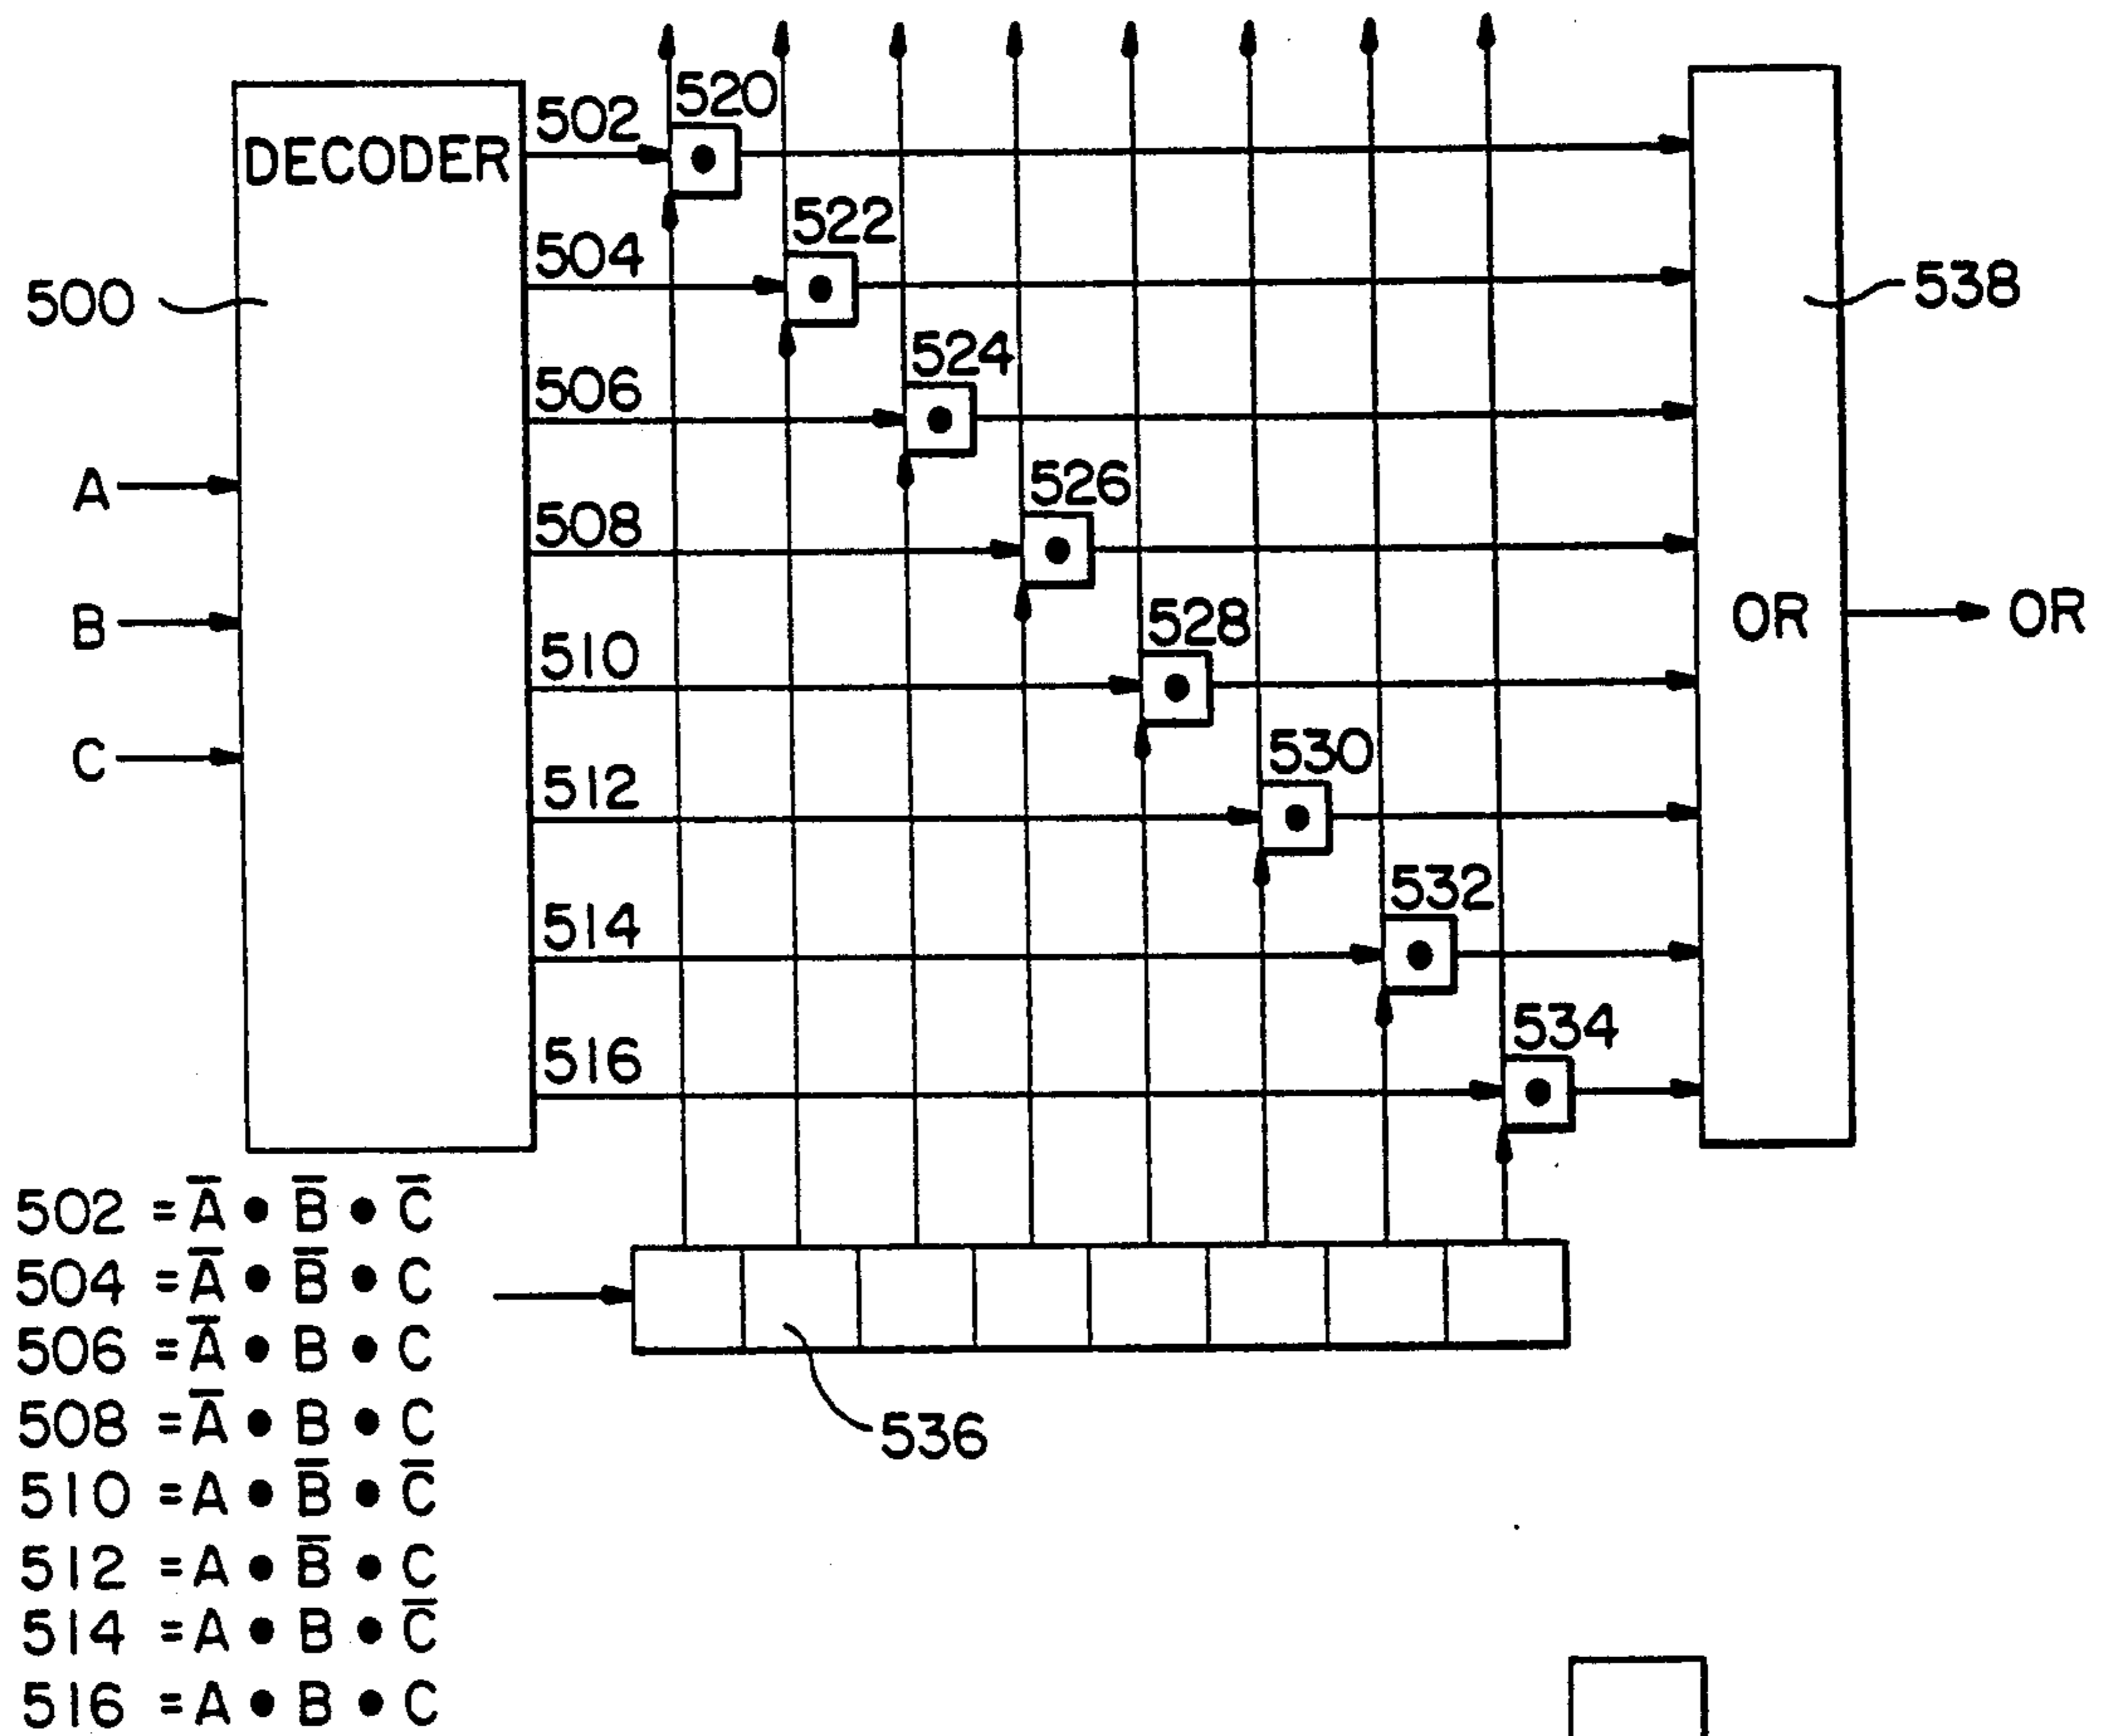 520
502
DECODER
522
504
500
538
524
506
A
526
508
B
528
OR
OR
510
C
530
512
532
514
534
516
502 = A̅ • B̅ • C̅
504 = A̅ • B̅ • C
506 = A̅ • B • C
508 = A̅ • B • C
536
510 = A • B̅ • C̅
512 = A • B̅ • C
514 = A • B • C̅
516 = A • B • C